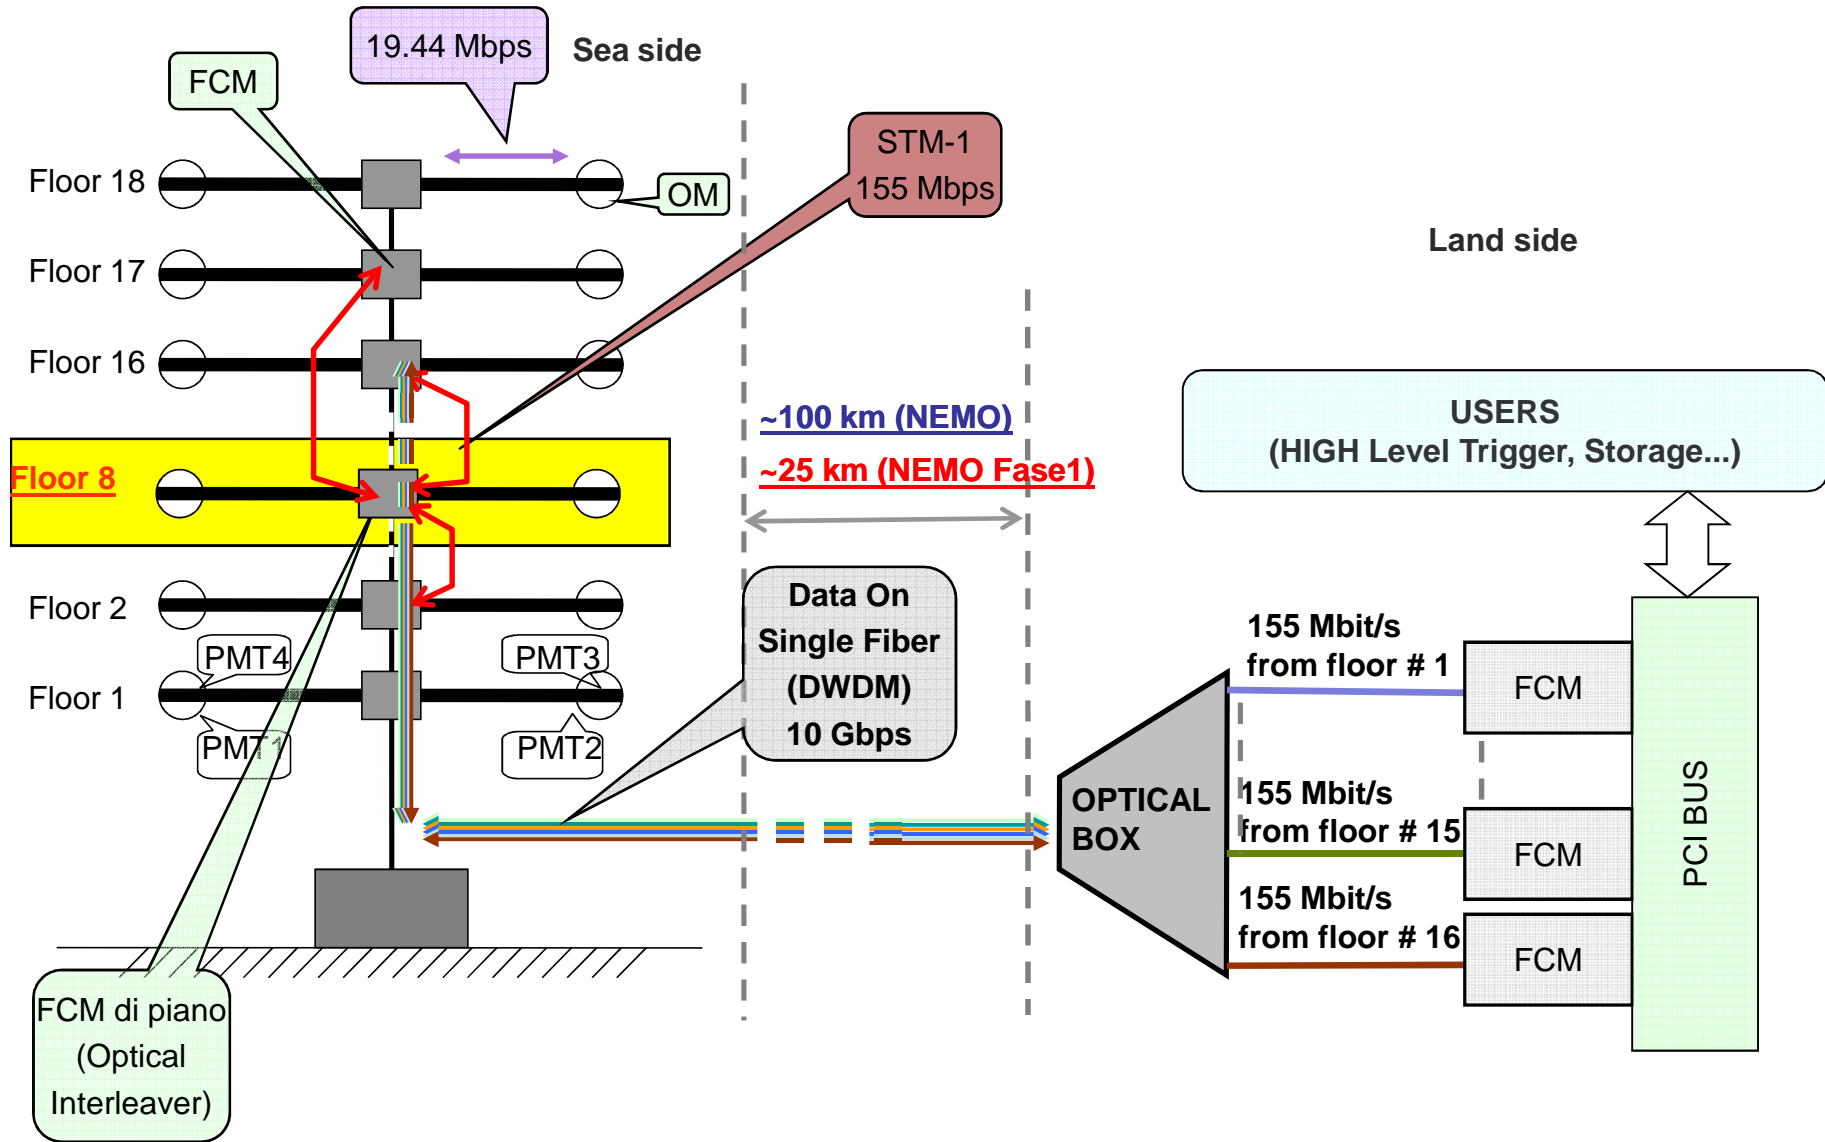 19.44 Mbps
Sea side
FCM
STM-1
155 Mbps
Floor 18
OM
Floor 17
Land side
Floor 16
~100 km (NEMO)
~25 km (NEMO Fase1)
USERS
(HIGH Level Trigger, Storage...)
Floor 8
Floor 2
Data On
Single Fiber
(DWDM)
10 Gbps
PMT4
PMT3
Floor 1
PMT1
PMT2
155 Mbit/s
from floor # 1
FCM
OPTICAL
BOX
155 Mbit/s
from floor # 15
FCM
155 Mbit/s
from floor # 16
FCM
PCI BUS
FCM di piano
(Optical
Interleaver)